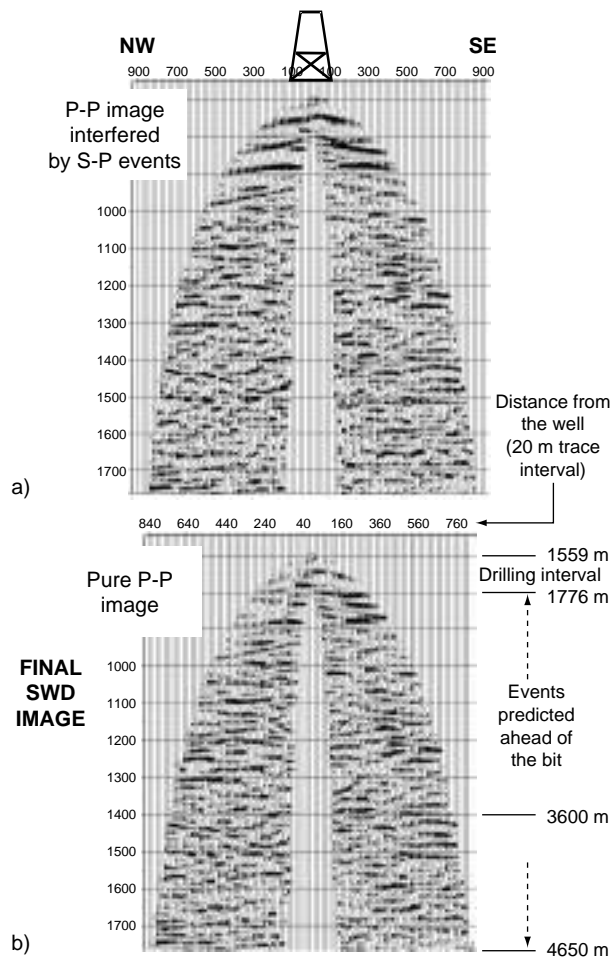 NW
SE
900 700 500 300 100 100 300 500 700 900
P-P image
interfered
by S-P events
1000
1100
1200
1300
1400
1500
1600
1700
a)
Distance from
the well
(20 m trace
interval)
840 640 440 240 40 160 360 560 760
Pure P-P
image
1559 m
Drilling interval
1776 m
FINAL
SWD
IMAGE
1000
1100
1200
1300
1400
1500
1600
1700
Events
predicted
ahead of
the bit
3600 m
4650 m
b)